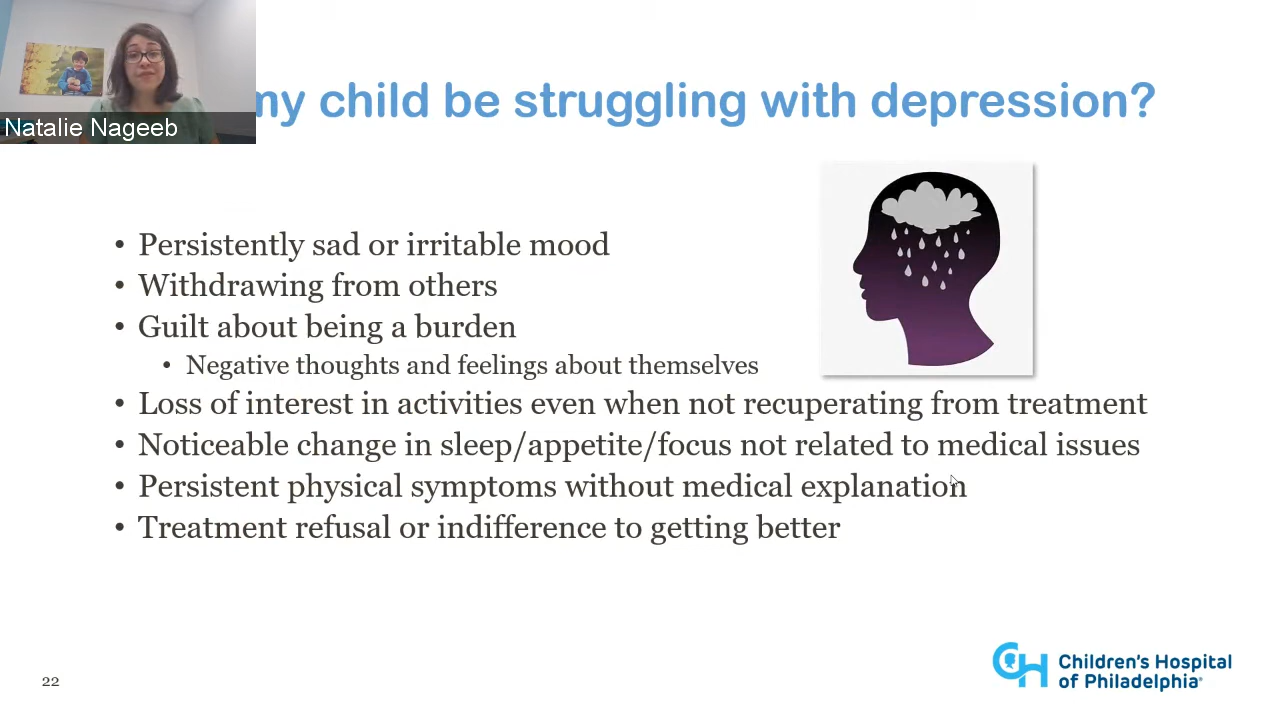 my child be struggling with depression?
Natalie Nageeb
• Persistently sad or irritable mood
• Withdrawing from others
• Guilt about being a burden
• Negative thoughts and feelings about themselves
• Loss of interest in activities even when not recuperating from treatment
• Noticeable change in sleep/appetite/focus not related to medical issues
• Persistent physical symptoms without medical explanation
• Treatment refusal or indifference to getting better
22
CH Children's Hospital
of Philadelphia®